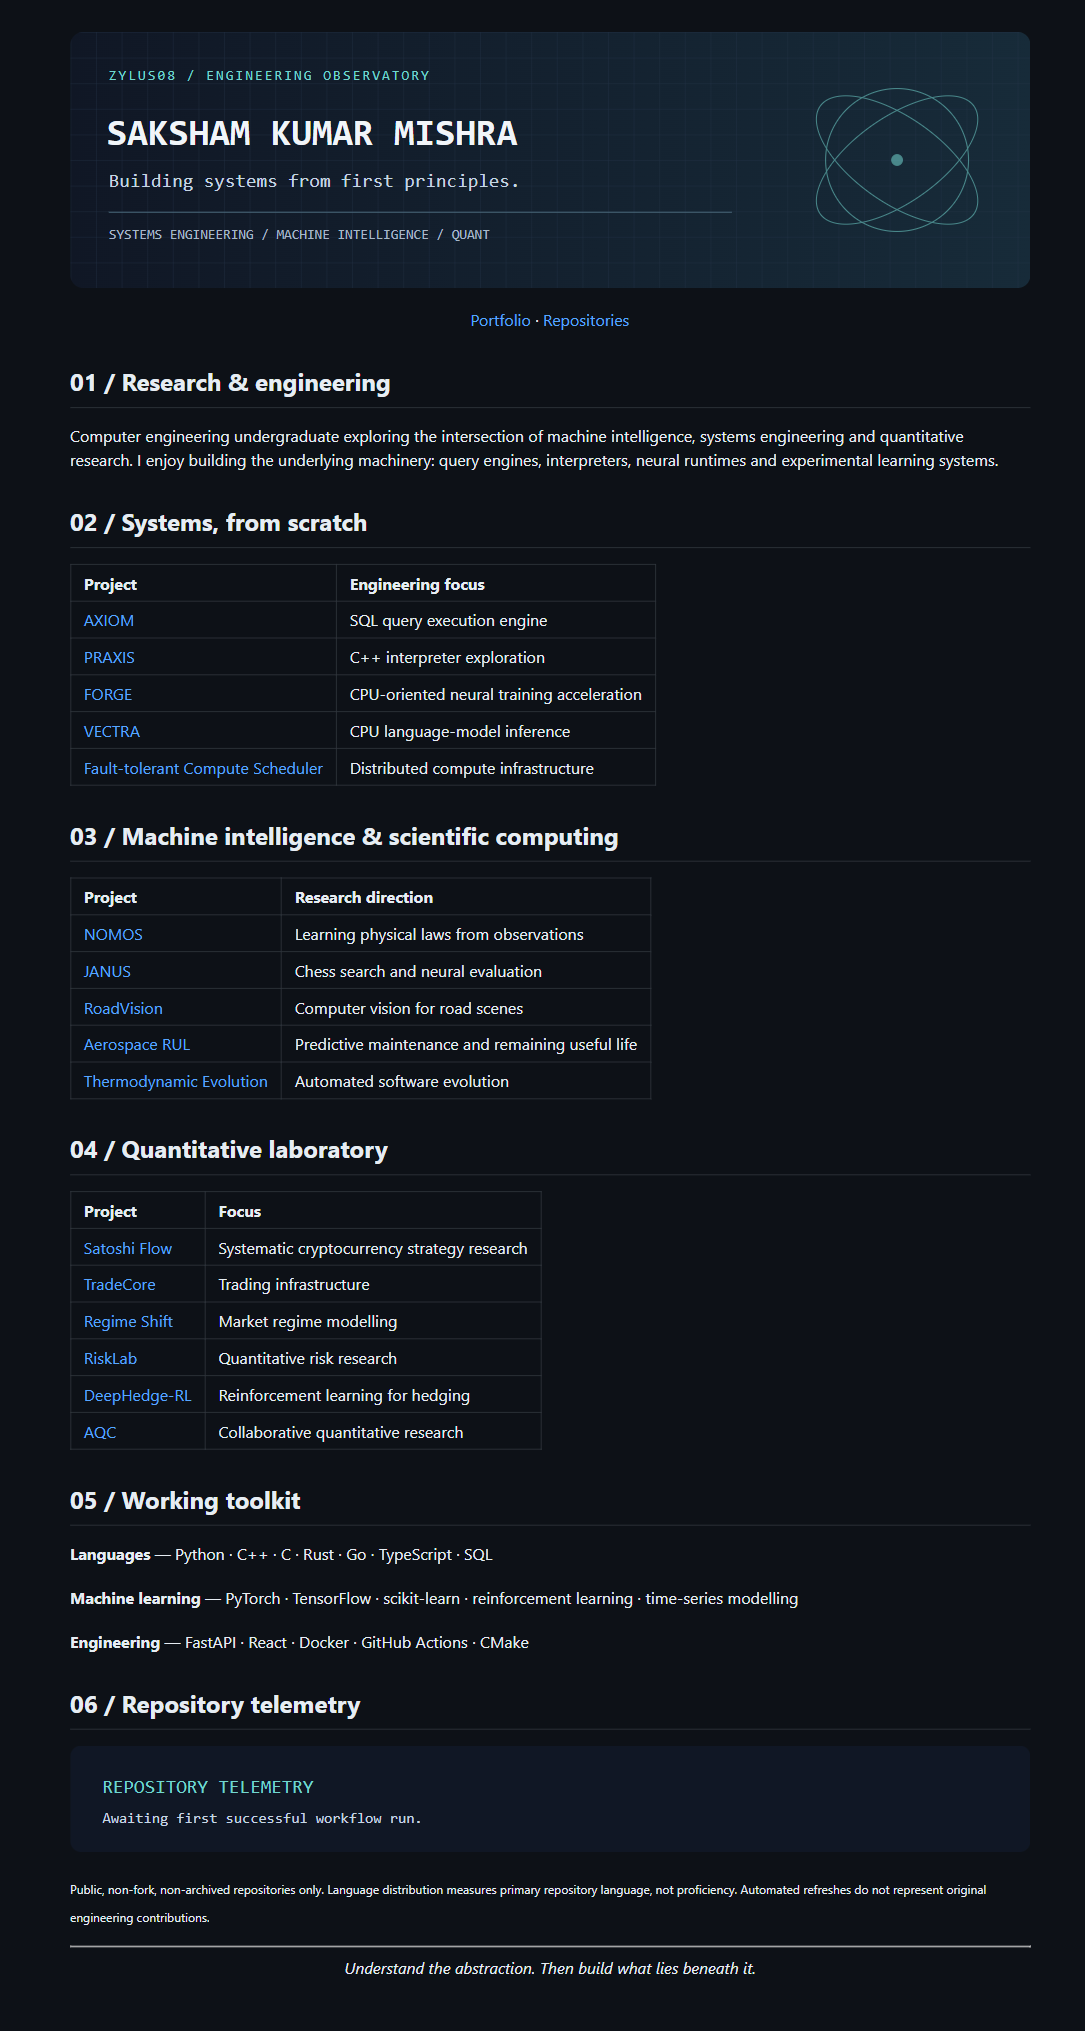 ZYLUS08 / ENGINEERING OBSERVATORY
SAKSHAM KUMAR MISHRA
Building systems from first principles.
SYSTEMS ENGINEERING / MACHINE INTELLIGENCE / QUANT
Portfolio · Repositories
01 / Research & engineering
Computer engineering undergraduate exploring the intersection of machine intelligence, systems engineering and quantitative
research. I enjoy building the underlying machinery: query engines, interpreters, neural runtimes and experimental learning systems.
02 / Systems, from scratch
Project Engineering focus
AXIOM SQL query execution engine
PRAXIS C++ interpreter exploration
FORGE CPU-oriented neural training acceleration
VECTRA CPU language-model inference
Fault-tolerant Compute Scheduler Distributed compute infrastructure
03 / Machine intelligence & scientific computing
Project Research direction
NOMOS Learning physical laws from observations
JANUS Chess search and neural evaluation
RoadVision Computer vision for road scenes
Aerospace RUL Predictive maintenance and remaining useful life
Thermodynamic Evolution Automated software evolution
04 / Quantitative laboratory
Project Focus
Satoshi Flow Systematic cryptocurrency strategy research
TradeCore Trading infrastructure
Regime Shift Market regime modelling
RiskLab Quantitative risk research
DeepHedge-RL Reinforcement learning for hedging
AQC Collaborative quantitative research
05 / Working toolkit
Languages — Python · C++ · C · Rust · Go · TypeScript · SQL
Machine learning — PyTorch · TensorFlow · scikit-learn · reinforcement learning · time-series modelling
Engineering — FastAPI · React · Docker · GitHub Actions · CMake
06 / Repository telemetry
REPOSITORY TELEMETRY
Awaiting first successful workflow run.
Public, non-fork, non-archived repositories only. Language distribution measures primary repository language, not proficiency. Automated refreshes do not represent original
engineering contributions.
Understand the abstraction. Then build what lies beneath it.